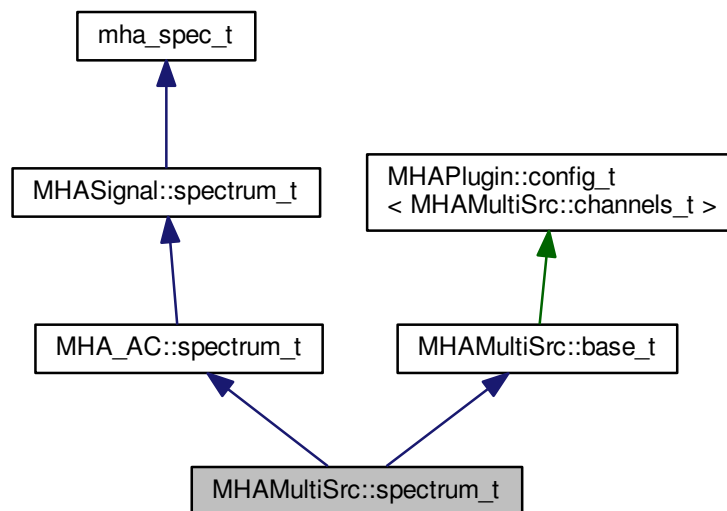 mha_spec_t
MHASignal::spectrum_t
MHAPlugin::config_t
< MHAMultiSrc::channels_t >
MHA_AC::spectrum_t
MHAMultiSrc::base_t
MHAMultiSrc::spectrum_t